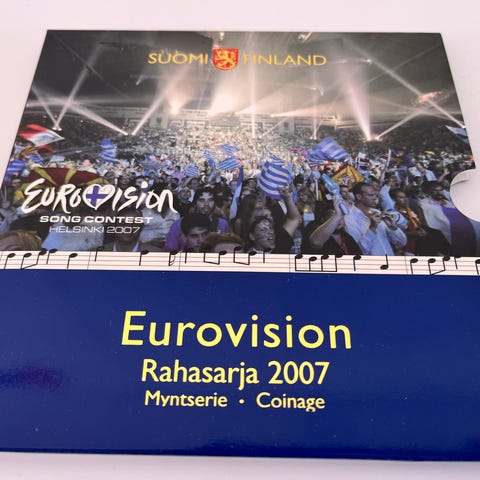 SUOMI FINLAND
EUROVISION
SONG CONTEST
HELSINKI 2007
Eurovision
Rahasarja 2007
Myntserie • Coinage